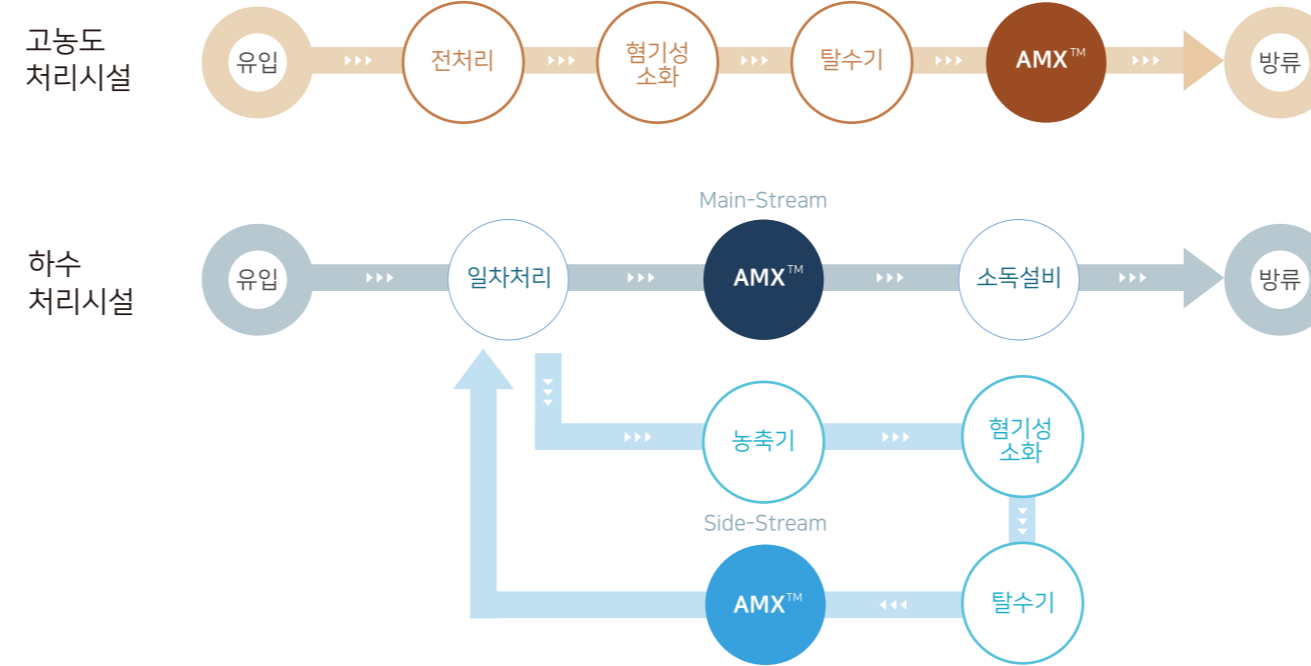 고농도
처리시설
유입
전처리
혐기성
소화
탈수기
AMX™
방류
Main-Stream
하수
처리시설
유입
일차처리
AMX™
소독설비
방류
농축기
혐기성
소화
Side-Stream
AMX™
탈수기